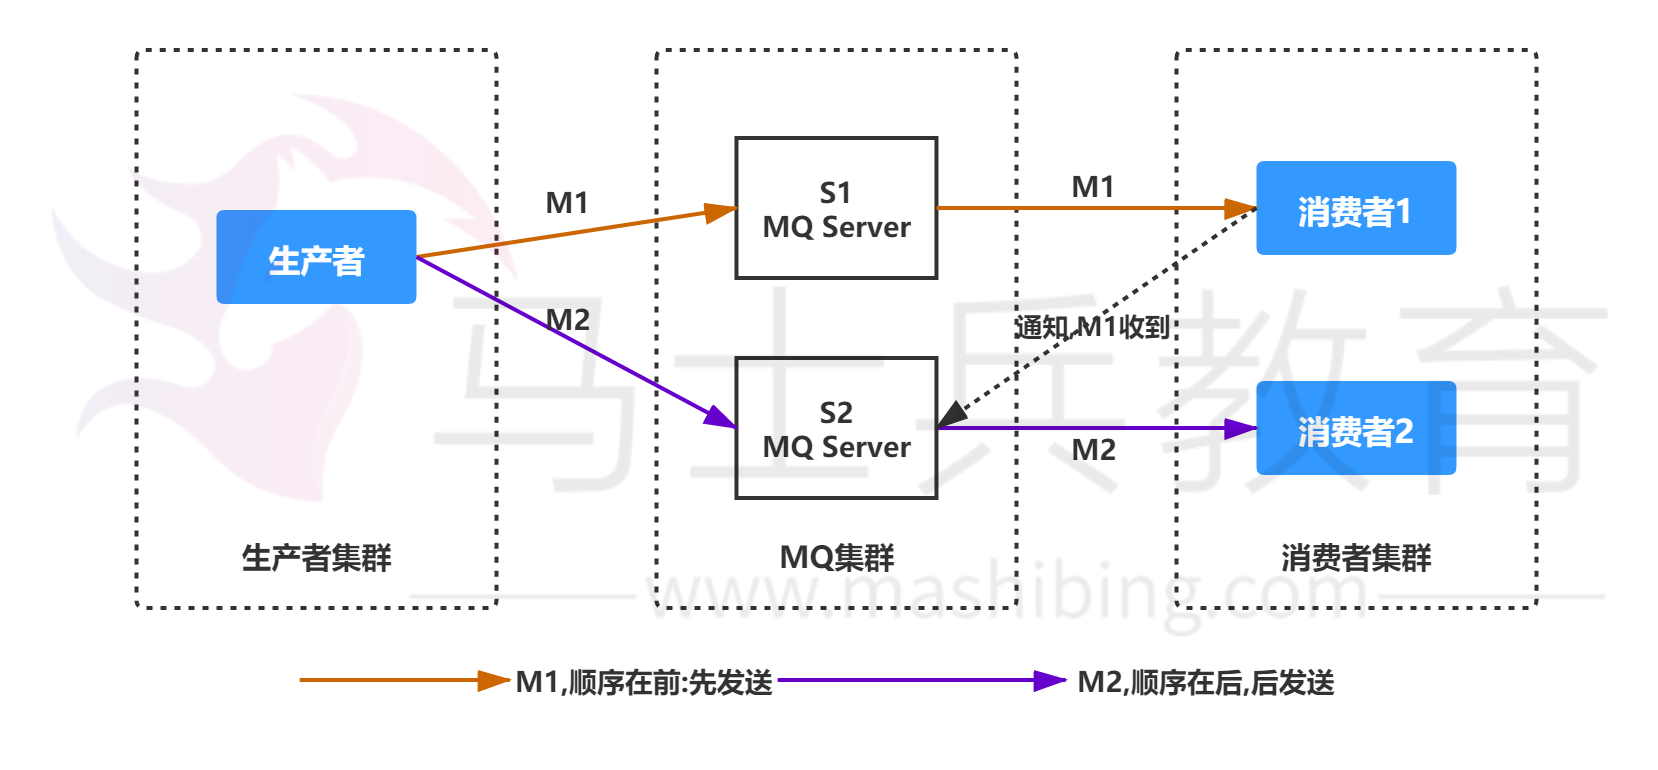 M1
M1
S1
MQ Server
消费者1
生产者
M2
通知,M1收到
S2
MQ Server
M2
消费者2
生产者集群
MQ集群
消费者集群
M1,顺序在前:先发送
M2,顺序在后,后发送
马士兵教育
www.mashibing.com